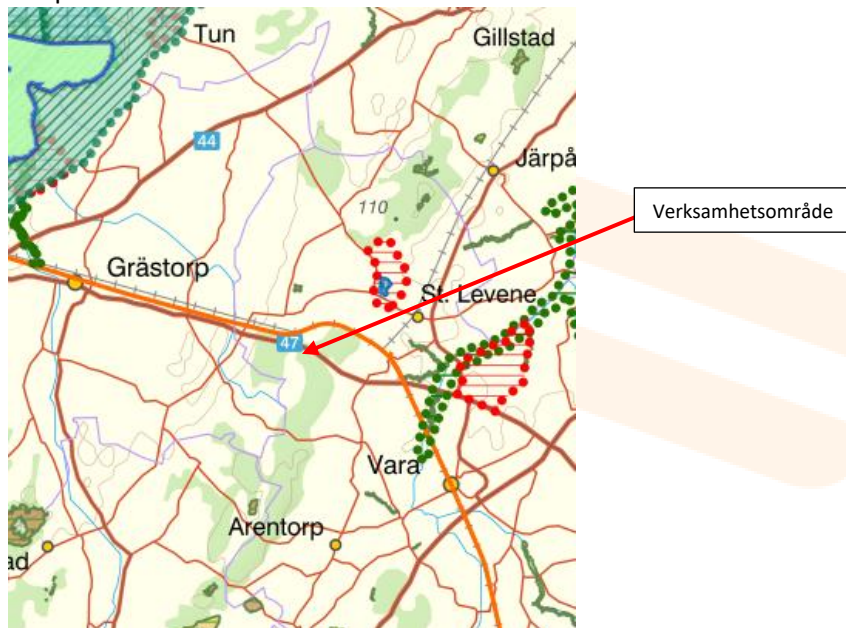 Tun
Gillstad
44
Järpå
110
Verksamhetsområde
Grästorp
St. Levene
47
Vara
Arentorp
ad